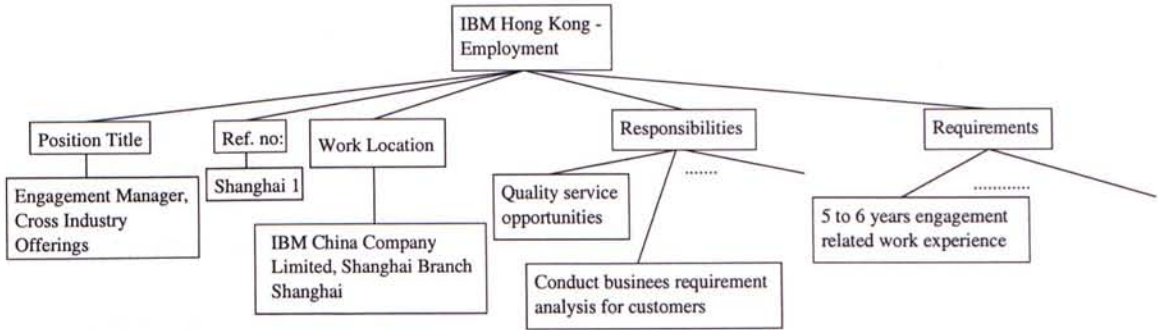 IBM Hong Kong -
Employment
Position Title
Ref. no:
Work Location
Responsibilities
Requirements
Engagement Manager,
Cross Industry
Offerings
Shanghai 1
IBM China Company
Limited, Shanghai Branch
Shanghai
Quality service
opportunities
.......
Conduct businees requirement
analysis for customers
............
5 to 6 years engagement
related work experience